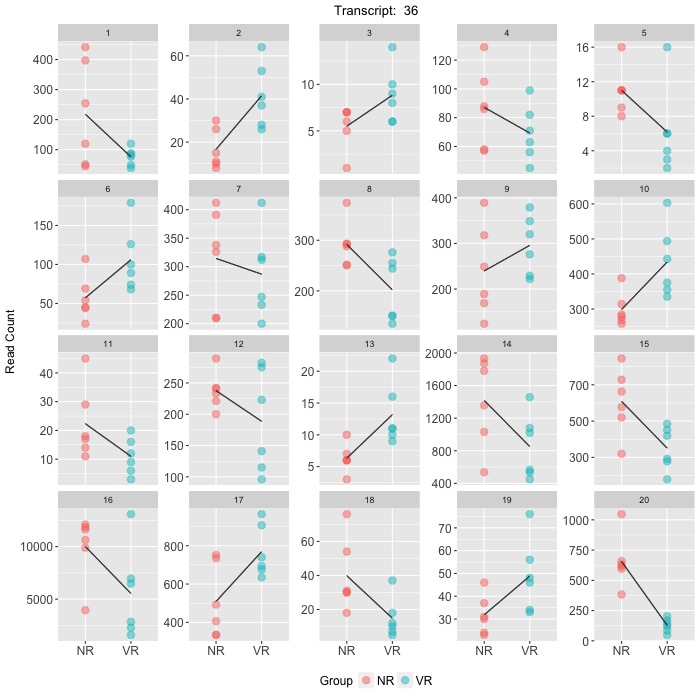 Transcript: 36
1 2 3 4 5
400 300 200 100
60 40 20
10 5
120 100 80 60
16 12 8 4
6 7 8 9 10
150 100 50
400 350 300 250 200
300 200
400 300 200
600 500 400 300
Read Count
11 12 13 14 15
40 30 20 10
250 200 150 100
20 15 10 5
2000 1600 1200 800 400
700 500 300
16 17 18 19 20
10000 5000
800 600 400
60 40 20
70 60 50 40 30
1000 750 500 250 0
NR VR NR VR NR VR NR VR NR VR
Group NR VR